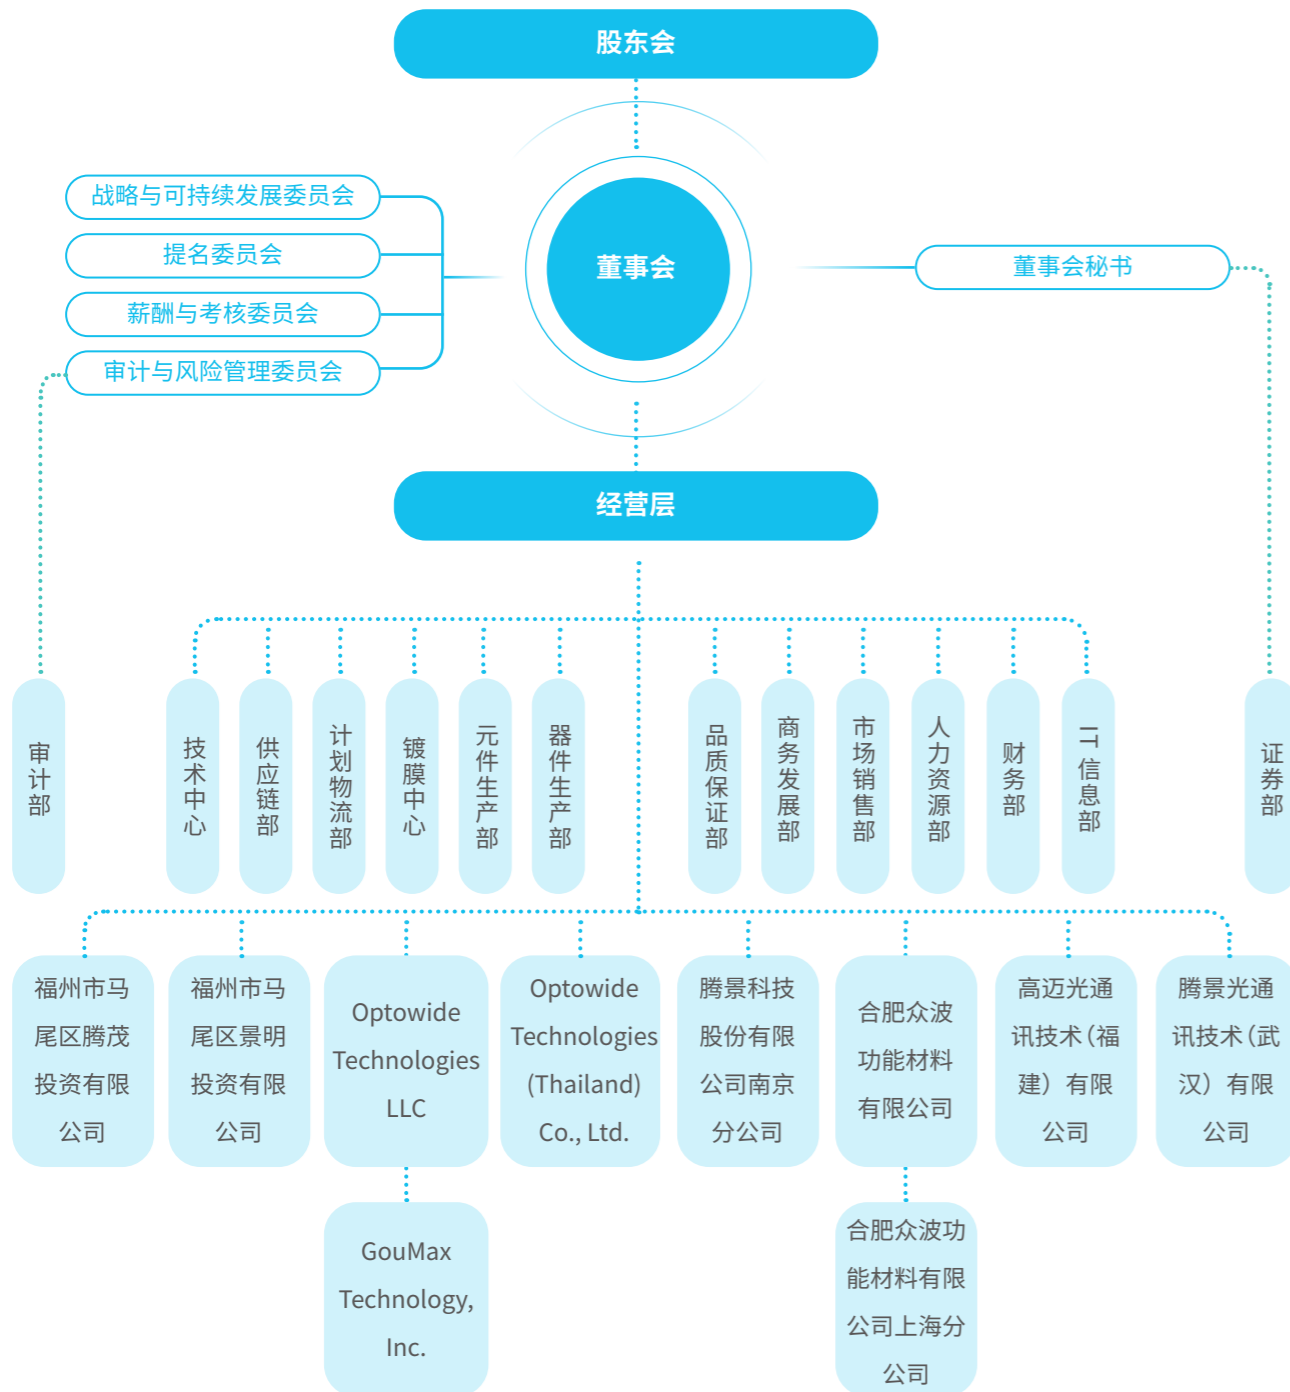 股东会
战略与可持续发展委员会
提名委员会
薪酬与考核委员会
审计与风险管理委员会
董事会
董事会秘书
经营层
审计部
技术中心
供应链部
计划物流部
镀膜中心
元件生产部
器件生产部
品质保证部
商务发展部
市场销售部
人力资源部
财务部
IT 信息部
证券部
福州市马
尾区腾茂
投资有限
公司
福州市马
尾区景明
投资有限
公司
Optowide
Technologies
LLC
Optowide
Technologies
(Thailand)
Co., Ltd.
腾景科技
股份有限
公司南京
分公司
合肥众波
功能材料
有限公司
高迈光通
讯技术（福
建）有限
公司
腾景光通
讯技术（武
汉）有限
公司
GouMax
Technology,
Inc.
合肥众波功
能材料有限
公司上海分
公司